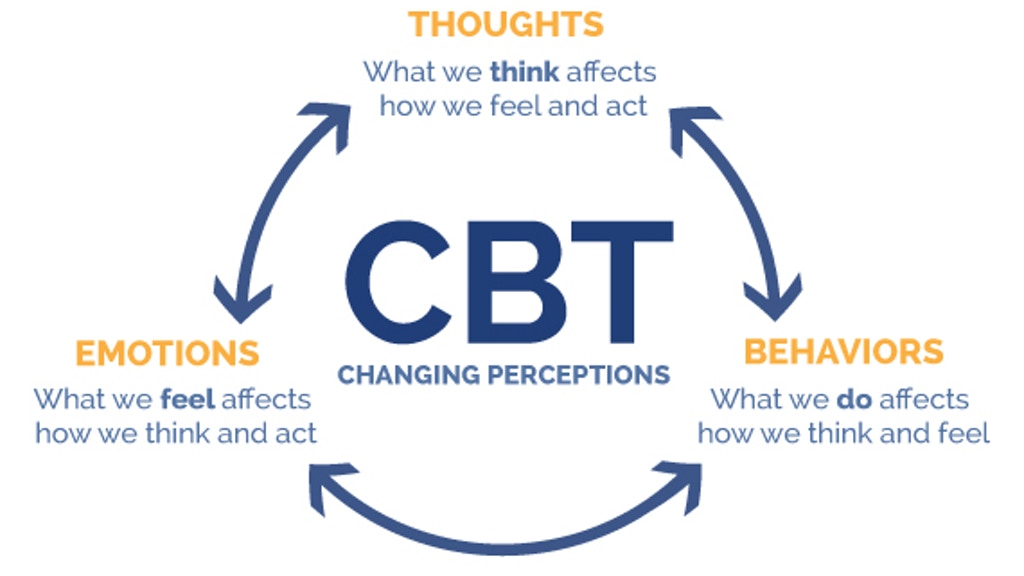 THOUGHTS
What we think affects
how we feel and act
CBT
CHANGING PERCEPTIONS
EMOTIONS
What we feel affects
how we think and act
BEHAVIORS
What we do affects
how we think and feel